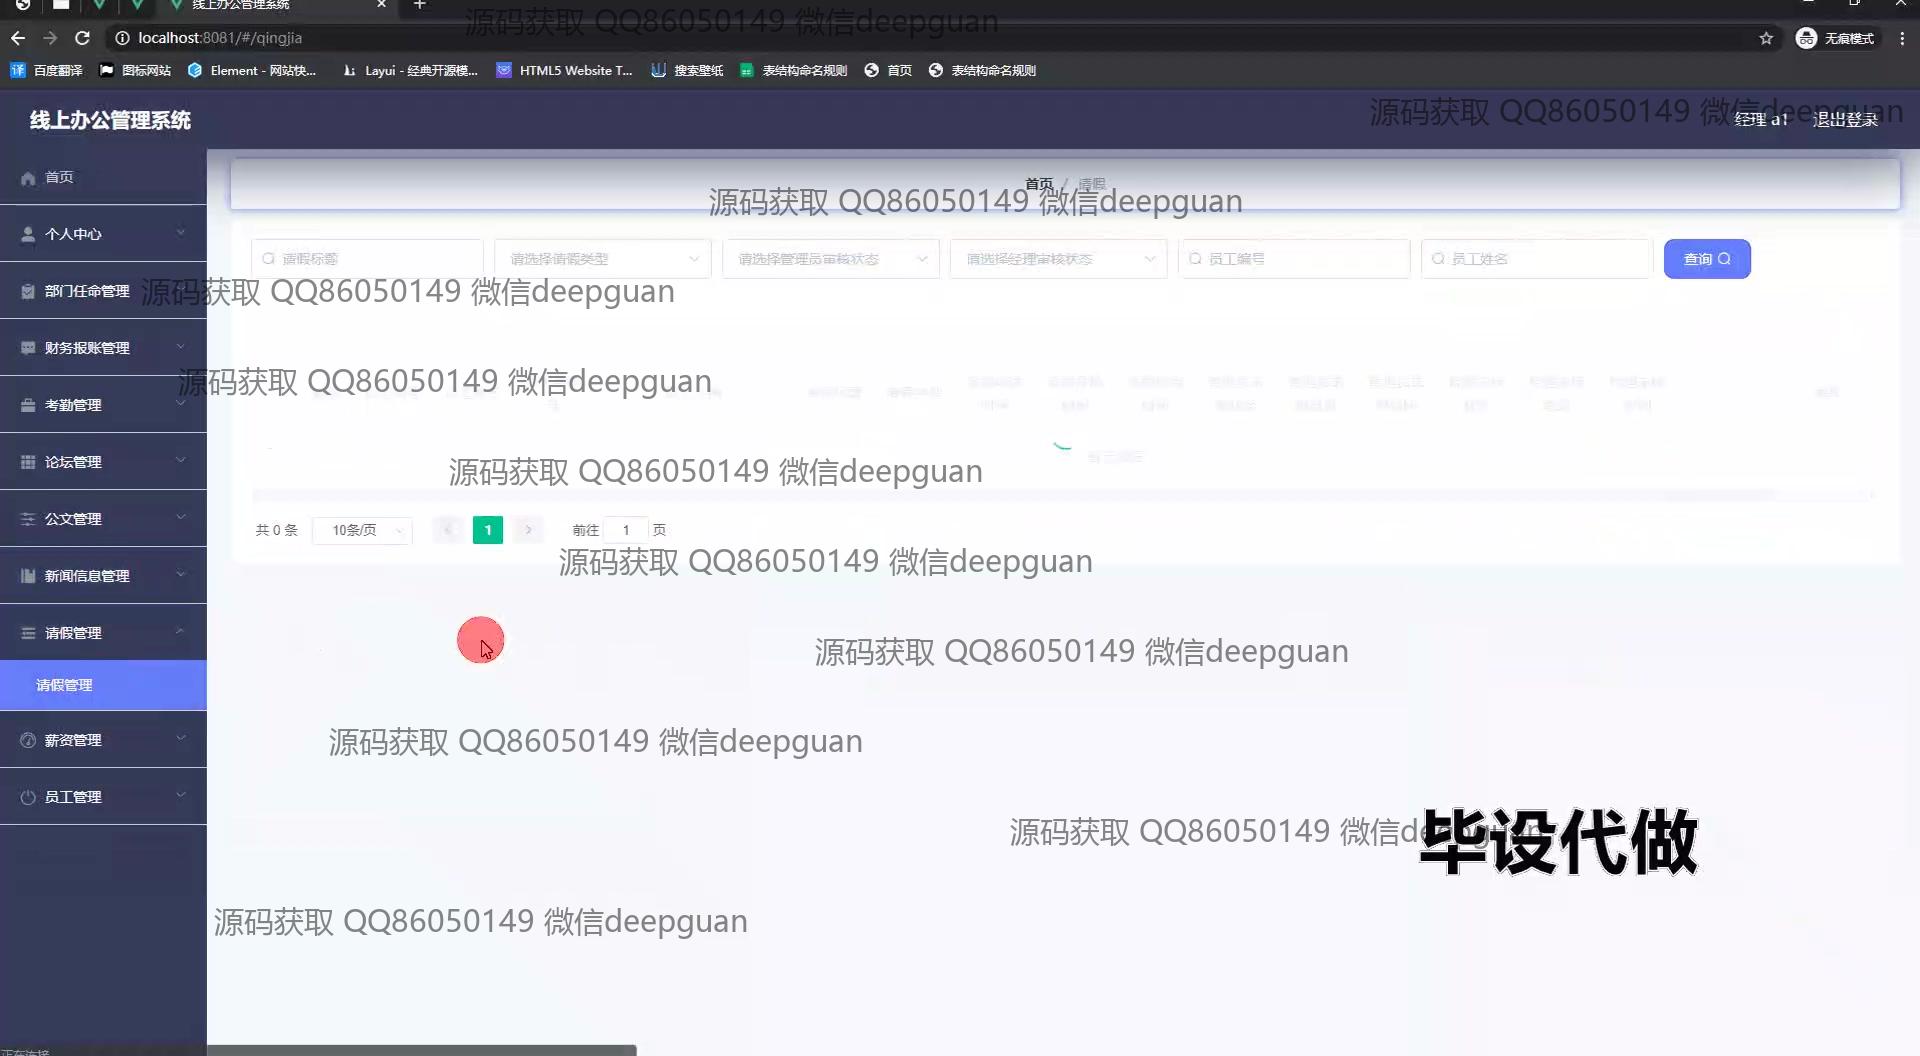 线上办公管理系统
源码获取 QQ86050149 微信deepguan
localhost:8081/#/qingjia
无痕模式
百度翻译
图标网站
Element - 网站快...
Layui - 经典开源模...
HTML5 Website T...
搜索壁纸
表结构命名规则
首页
表结构命名规则
线上办公管理系统
源码获取 QQ86050149 微信deepguan
经理 a1
退出登录
首页
首页 / 请假
源码获取 QQ86050149 微信deepguan
个人中心
请假标题
请选择请假类型
请选择管理员审核状态
请选择经理审核状态
员工编号
员工姓名
查询
部门任命管理
源码获取 QQ86050149 微信deepguan
财务报账管理
源码获取 QQ86050149 微信deepguan
考勤管理
论坛管理
源码获取 QQ86050149 微信deepguan
公文管理
共 0 条
10条/页
1
前往 1 页
源码获取 QQ86050149 微信deepguan
新闻信息管理
请假管理
源码获取 QQ86050149 微信deepguan
请假管理
薪资管理
源码获取 QQ86050149 微信deepguan
员工管理
源码获取 QQ86050149 微信
毕设代做
源码获取 QQ86050149 微信deepguan